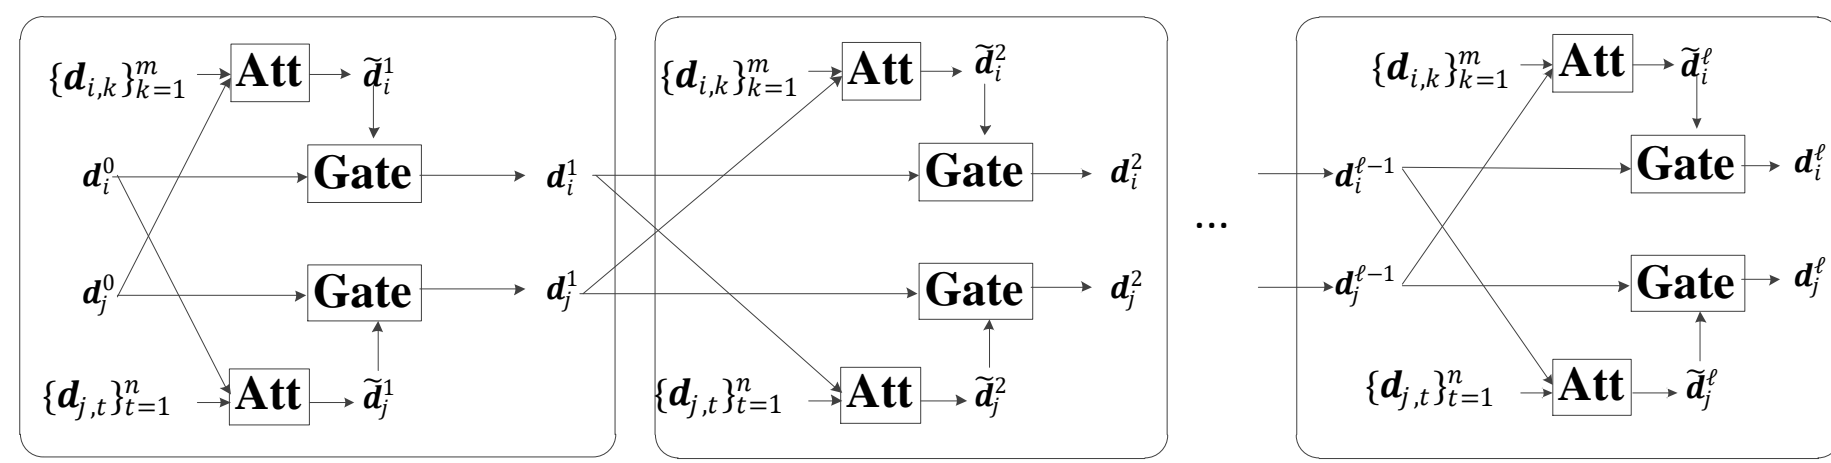 {d_{i,k}}_{k=1}^m Att d̃_i^1 {d_{i,k}}_{k=1}^m Att d̃_i^2 {d_{i,k}}_{k=1}^m Att d̃_i^ℓ
d_i^0 Gate d_i^1 Gate d_i^2 d_i^{ℓ−1} Gate d_i^ℓ
...
d_j^0 Gate d_j^1 Gate d_j^2 d_j^{ℓ−1} Gate d_j^ℓ
{d_{j,t}}_{t=1}^n Att d̃_j^1 {d_{j,t}}_{t=1}^n Att d̃_j^2 {d_{j,t}}_{t=1}^n Att d̃_j^ℓ